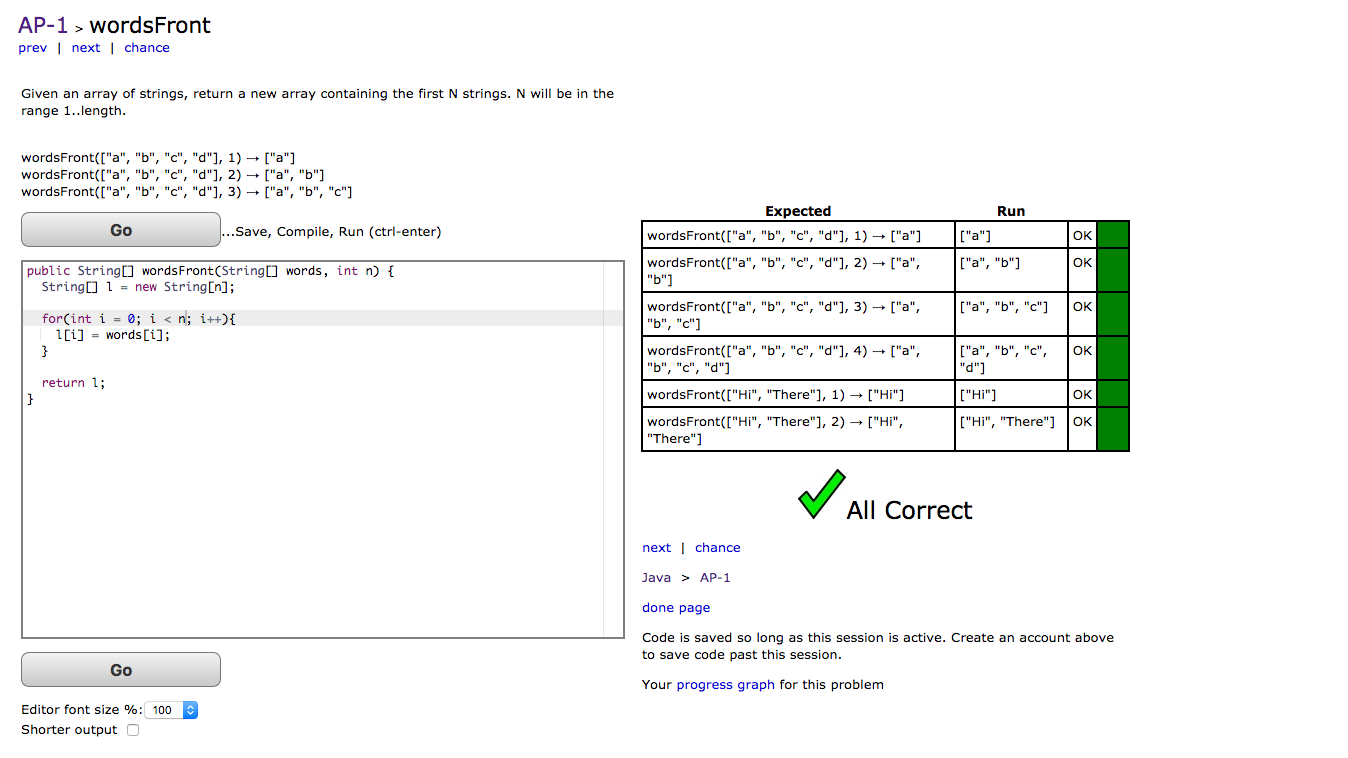 AP-1 > wordsFront
prev | next | chance
Given an array of strings, return a new array containing the first N strings. N will be in the
range 1..length.
wordsFront(["a", "b", "c", "d"], 1) → ["a"]
wordsFront(["a", "b", "c", "d"], 2) → ["a", "b"]
wordsFront(["a", "b", "c", "d"], 3) → ["a", "b", "c"]
Go ...Save, Compile, Run (ctrl-enter)
public String[] wordsFront(String[] words, int n) {
  String[] l = new String[n];
  for(int i = 0; i < n; i++){
    l[i] = words[i];
  }
  return l;
}
Go
Editor font size %: 100
Shorter output
Expected Run
wordsFront(["a", "b", "c", "d"], 1) → ["a"] ["a"] OK
wordsFront(["a", "b", "c", "d"], 2) → ["a", ["a", "b"] OK
"b"]
wordsFront(["a", "b", "c", "d"], 3) → ["a", ["a", "b", "c"] OK
"b", "c"]
wordsFront(["a", "b", "c", "d"], 4) → ["a", ["a", "b", "c", OK
"b", "c", "d"] "d"]
wordsFront(["Hi", "There"], 1) → ["Hi"] ["Hi"] OK
wordsFront(["Hi", "There"], 2) → ["Hi", ["Hi", "There"] OK
"There"]
All Correct
next | chance
Java > AP-1
done page
Code is saved so long as this session is active. Create an account above
to save code past this session.
Your progress graph for this problem